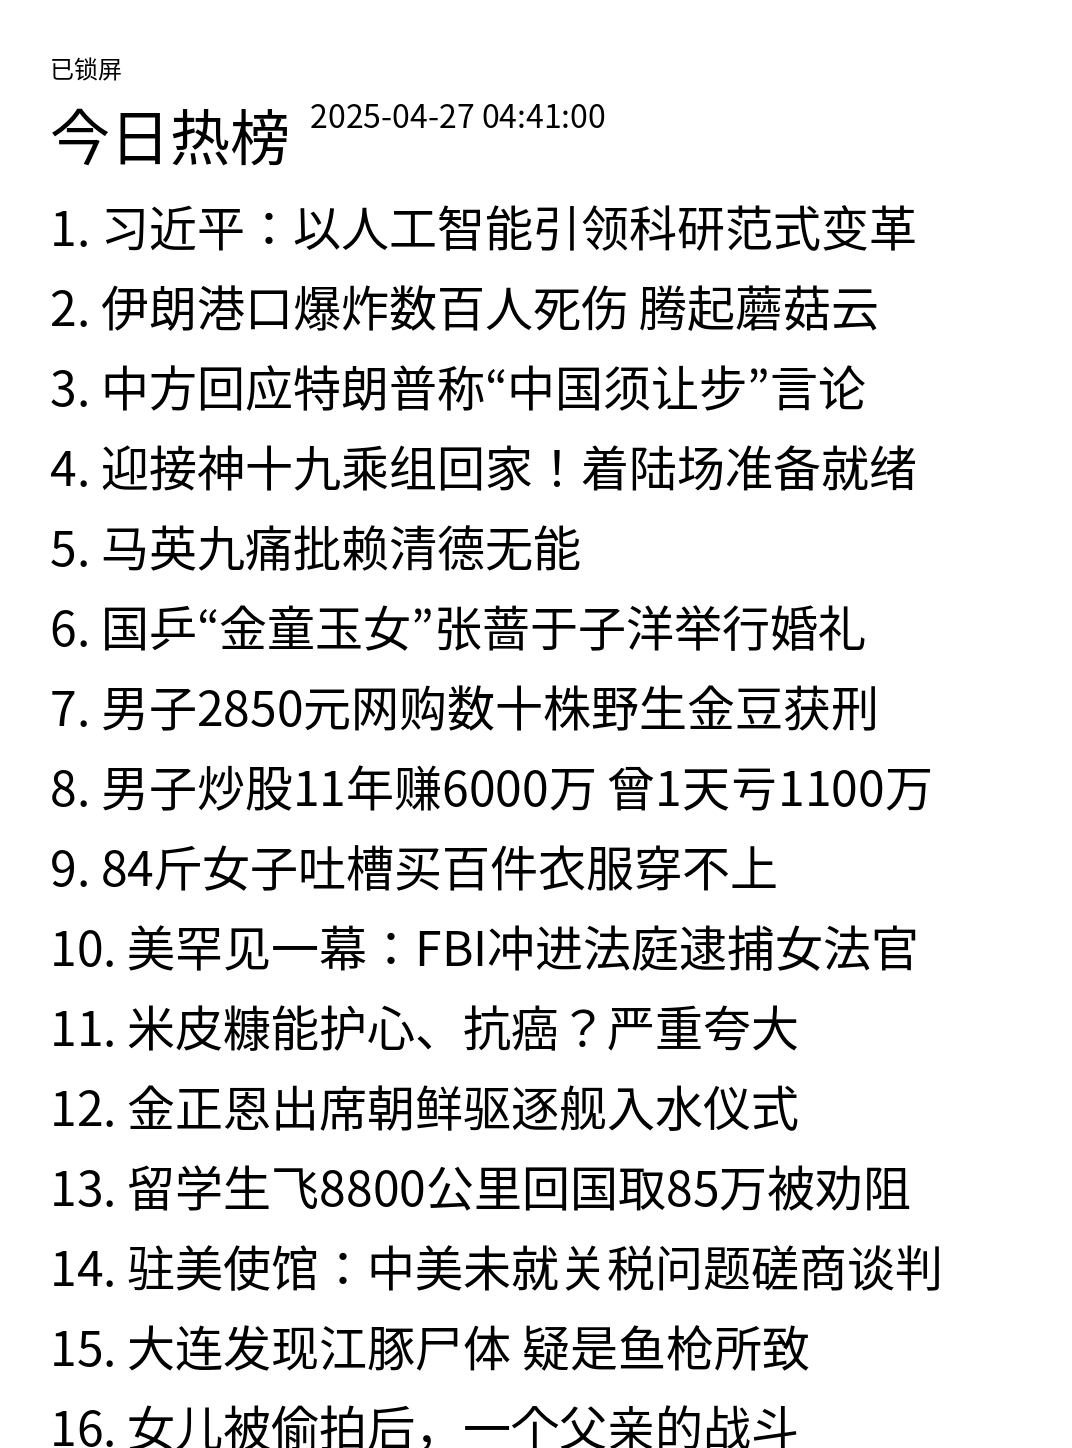 已锁屏
今日热榜 2025-04-27 04:41:00
1. 习近平：以人工智能引领科研范式变革
2. 伊朗港口爆炸数百人死伤 腾起蘑菇云
3. 中方回应特朗普称“中国须让步”言论
4. 迎接神十九乘组回家！着陆场准备就绪
5. 马英九痛批赖清德无能
6. 国乒“金童玉女”张蔷于子洋举行婚礼
7. 男子2850元网购数十株野生金豆获刑
8. 男子炒股11年赚6000万 曾1天亏1100万
9. 84斤女子吐槽买百件衣服穿不上
10. 美罕见一幕：FBI冲进法庭逮捕女法官
11. 米皮糠能护心、抗癌？严重夸大
12. 金正恩出席朝鲜驱逐舰入水仪式
13. 留学生飞8800公里回国取85万被劝阻
14. 驻美使馆：中美未就关税问题磋商谈判
15. 大连发现江豚尸体 疑是鱼枪所致
16. 女儿被偷拍后，一个父亲的战斗